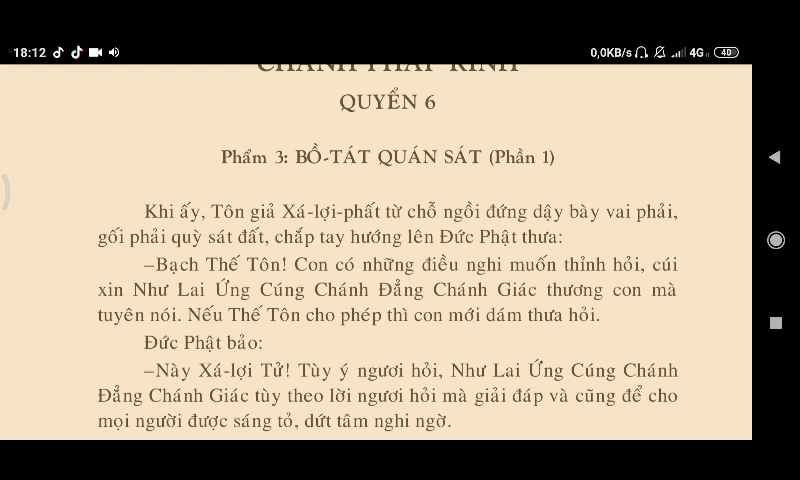 18:12
0,0KB/s 4G 40
CHÁNH PHÁP KINH
QUYỂN 6
Phẩm 3: BỒ-TÁT QUÁN SÁT (Phần 1)
Khi ấy, Tôn giả Xá-lợi-phất từ chỗ ngồi đứng dậy bày vai phải,
gối phải quỳ sát đất, chắp tay hướng lên Đức Phật thưa:
–Bạch Thế Tôn! Con có những điều nghi muốn thỉnh hỏi, cúi
xin Như Lai Ứng Cúng Chánh Đẳng Chánh Giác thương con mà
tuyên nói. Nếu Thế Tôn cho phép thì con mới dám thưa hỏi.
Đức Phật bảo:
–Này Xá-lợi Tử! Tùy ý ngươi hỏi, Như Lai Ứng Cúng Chánh
Đẳng Chánh Giác tùy theo lời ngươi hỏi mà giải đáp và cũng để cho
mọi người được sáng tỏ, dứt tâm nghi ngờ.